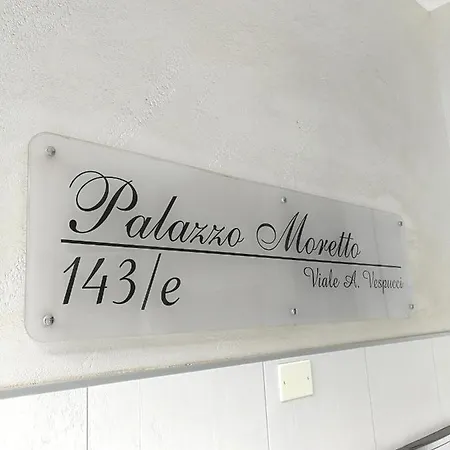 Palazzo Moretto
143/e
Viale A. Vespucci